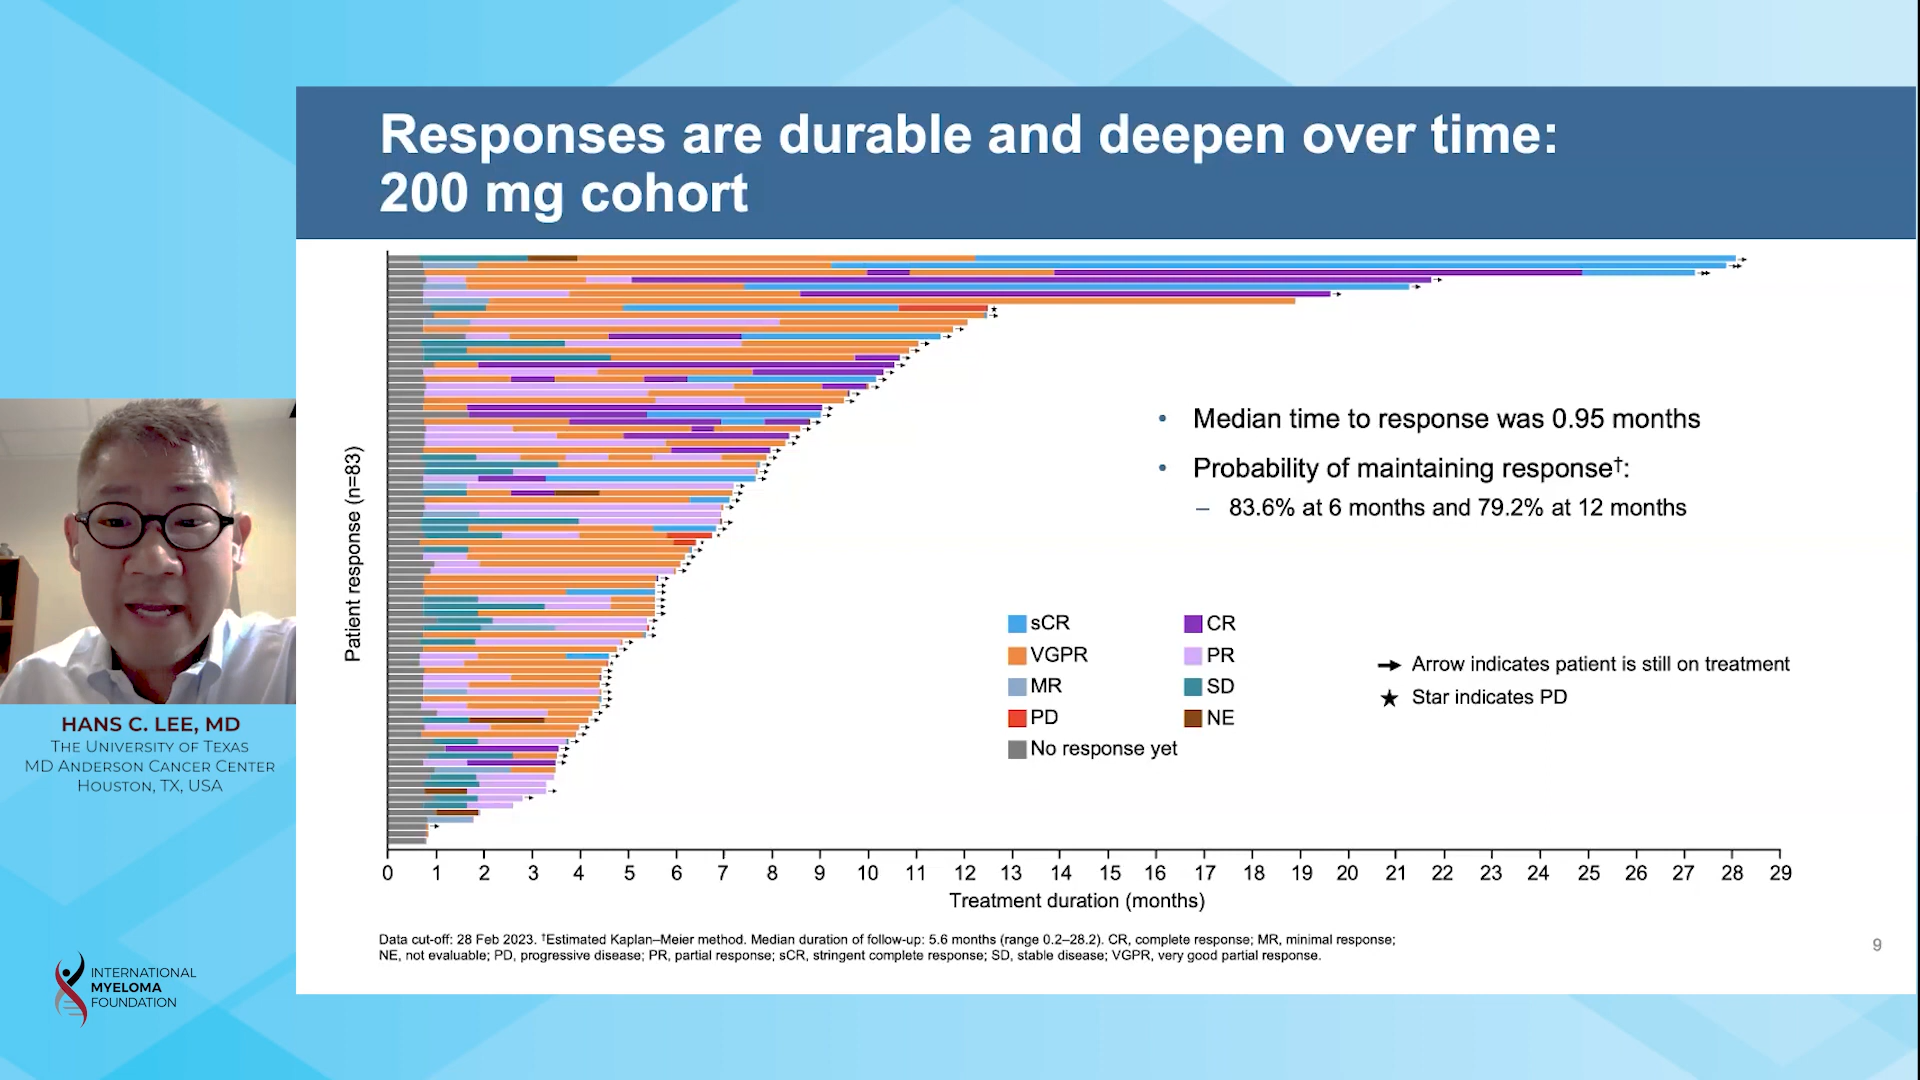 Responses are durable and deepen over time:
200 mg cohort
Patient response (n=83)
• Median time to response was 0.95 months
• Probability of maintaining response†:
– 83.6% at 6 months and 79.2% at 12 months
sCR
CR
VGPR
PR
MR
SD
PD
NE
No response yet
Arrow indicates patient is still on treatment
★ Star indicates PD
0 1 2 3 4 5 6 7 8 9 10 11 12 13 14 15 16 17 18 19 20 21 22 23 24 25 26 27 28 29
Treatment duration (months)
Data cut-off: 28 Feb 2023. †Estimated Kaplan–Meier method. Median duration of follow-up: 5.6 months (range 0.2–28.2). CR, complete response; MR, minimal response;
NE, not evaluable; PD, progressive disease; PR, partial response; sCR, stringent complete response; SD, stable disease; VGPR, very good partial response.
9
HANS C. LEE, MD
THE UNIVERSITY OF TEXAS
MD ANDERSON CANCER CENTER
HOUSTON, TX, USA
INTERNATIONAL
MYELOMA
FOUNDATION